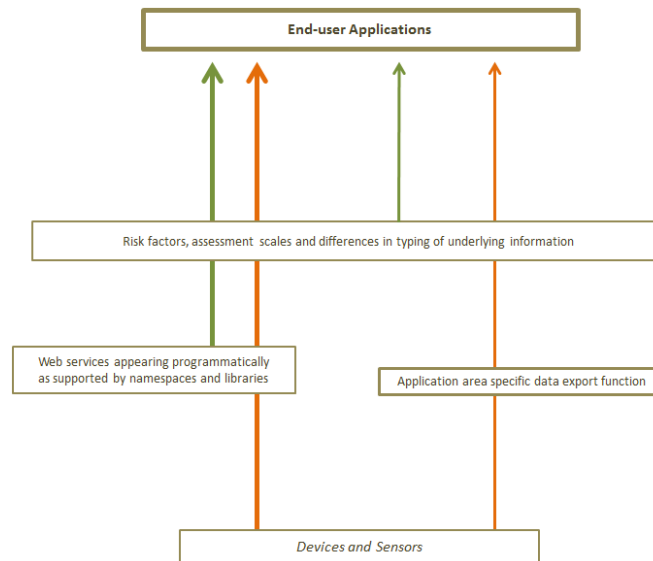 End-user Applications
Risk factors, assessment scales and differences in typing of underlying information
Web services appearing programmatically
as supported by namespaces and libraries
Application area specific data export function
Devices and Sensors